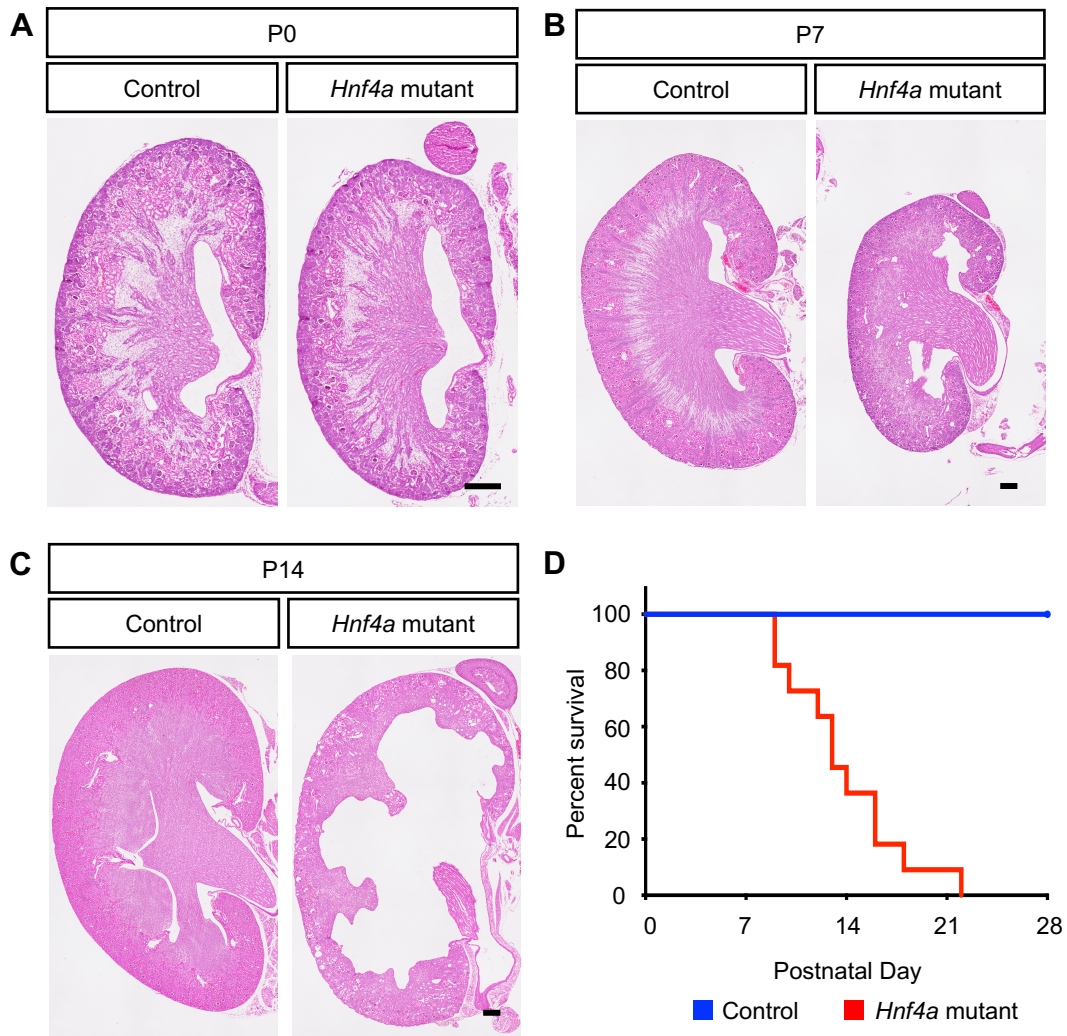 A
P0
Control
Hnf4a mutant
B
P7
Control
Hnf4a mutant
C
P14
Control
Hnf4a mutant
D
Percent survival
100
80
60
40
20
0
0 7 14 21 28
Postnatal Day
Control Hnf4a mutant